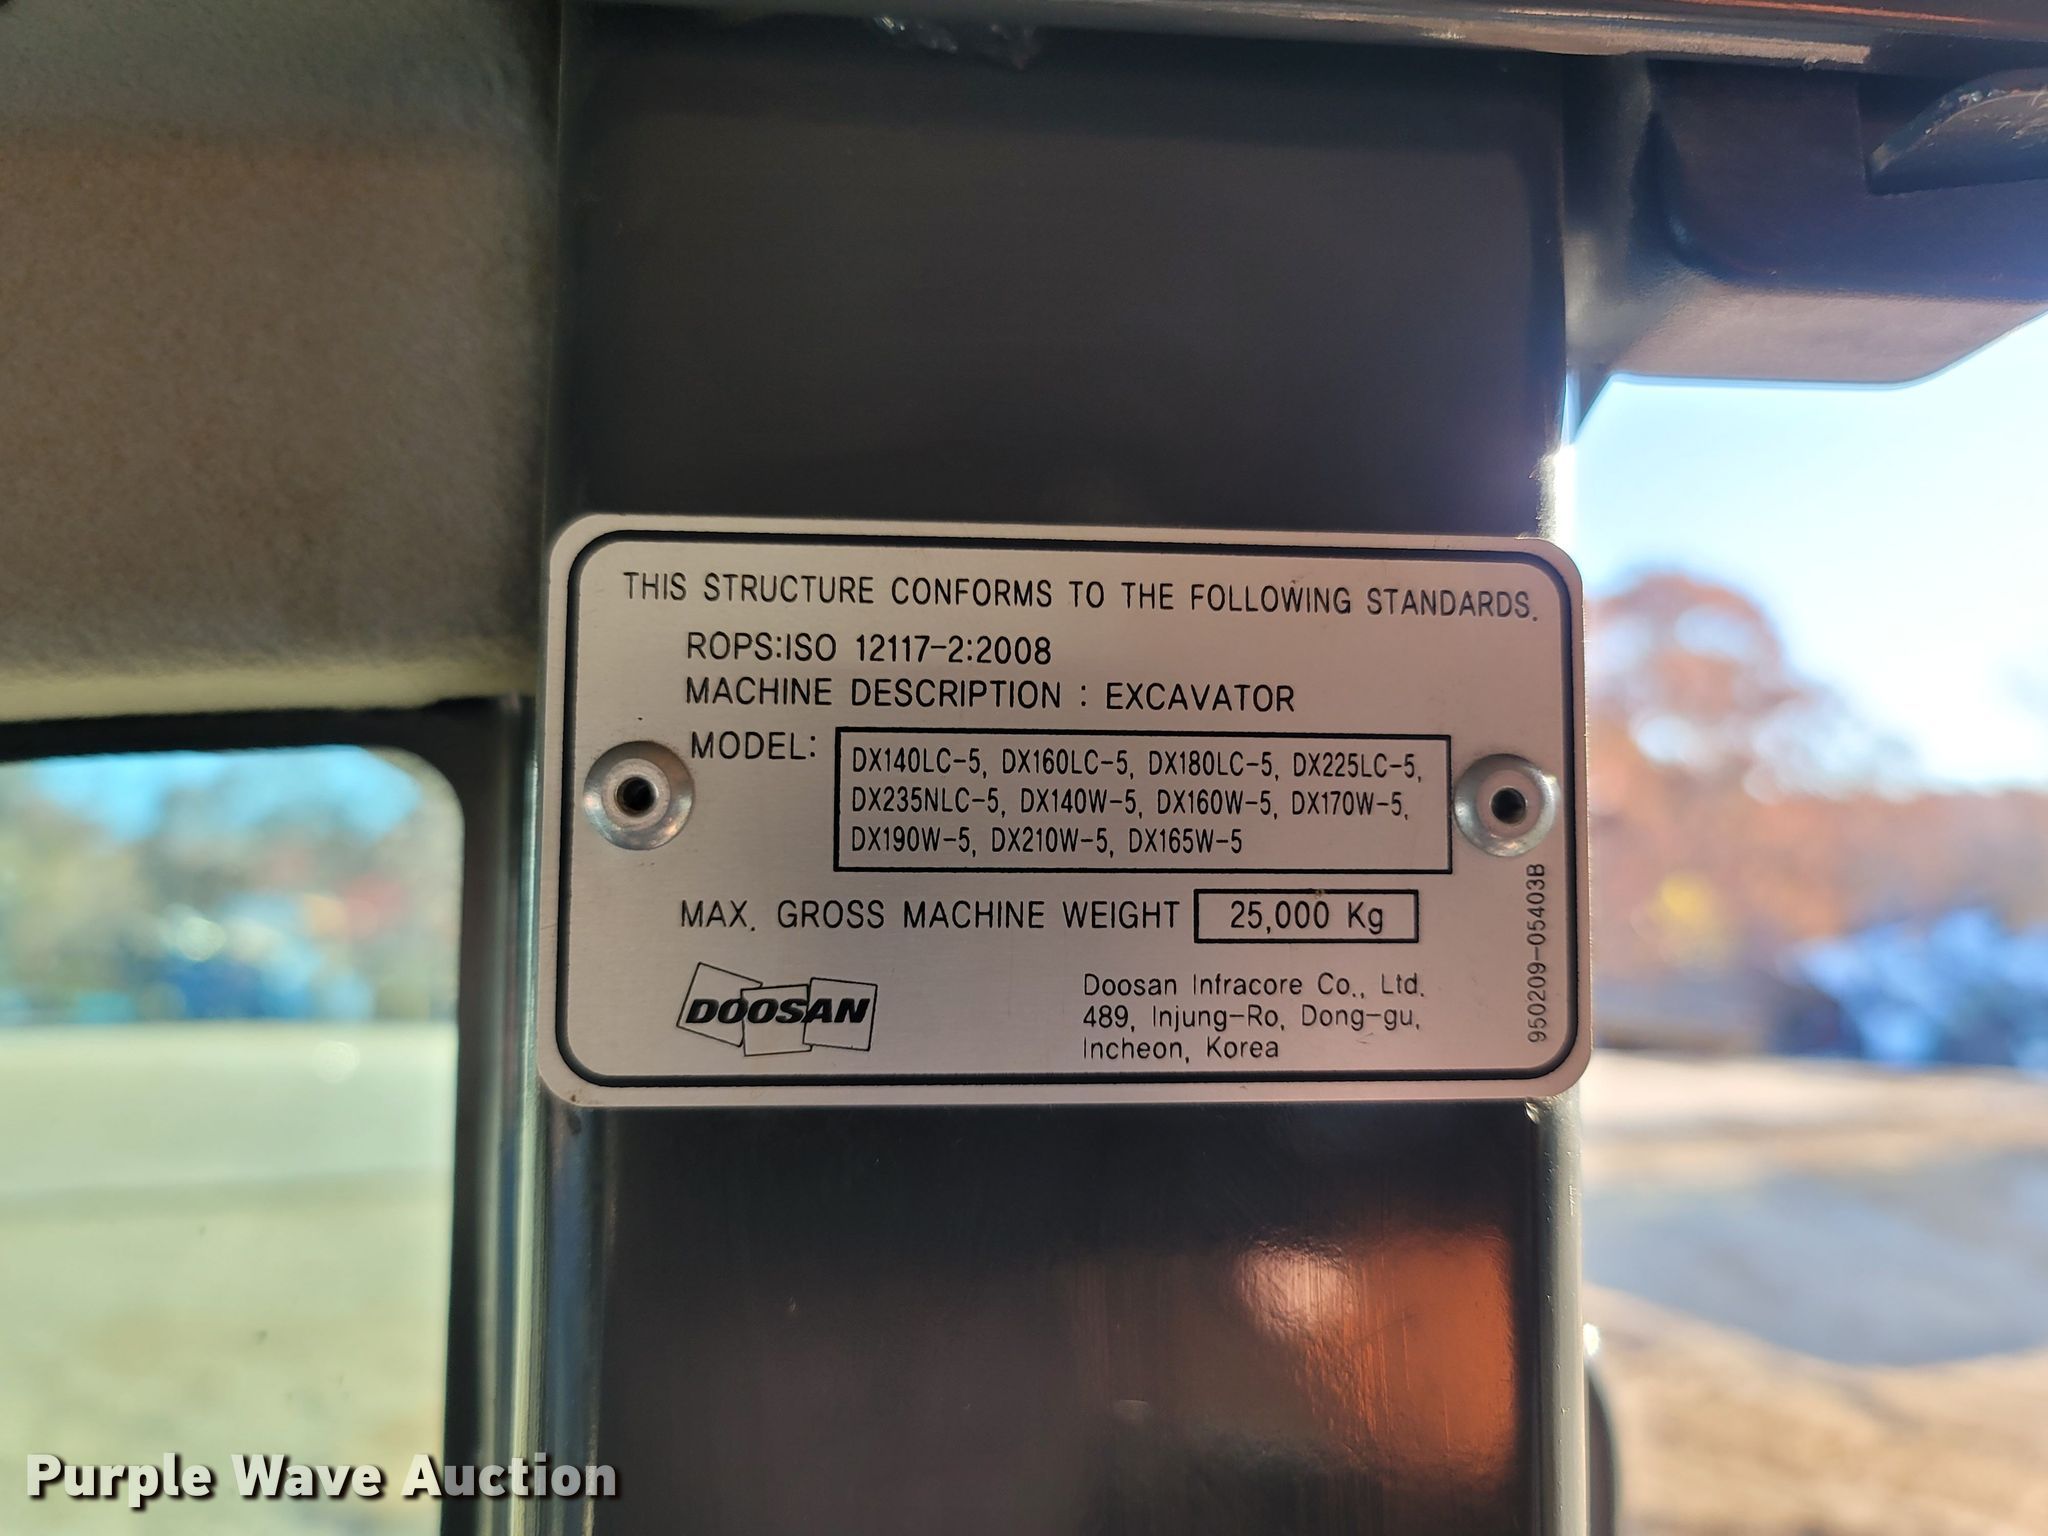 THIS STRUCTURE CONFORMS TO THE FOLLOWING STANDARDS.
ROPS:ISO 12117-2:2008
MACHINE DESCRIPTION : EXCAVATOR
MODEL:
DX140LC-5, DX160LC-5, DX180LC-5, DX225LC-5,
DX235NLC-5, DX140W-5, DX160W-5, DX170W-5,
DX190W-5, DX210W-5, DX165W-5
MAX. GROSS MACHINE WEIGHT 25,000 Kg
DOOSAN
Doosan Infracore Co., Ltd.
489, Injung-Ro, Dong-gu,
Incheon, Korea
950209-05403B
Purple Wave Auction